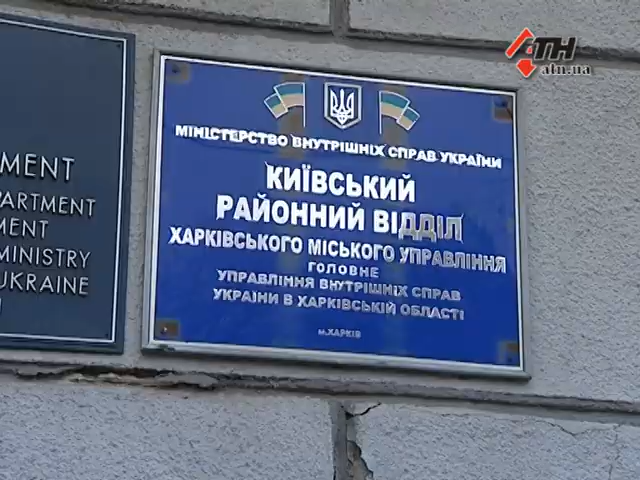 АТН
atn.ua
MENT
PARTMENT
MENT
MINISTRY
UKRAINE
МІНІСТЕРСТВО ВНУТРІШНІХ СПРАВ УКРАЇНИ
КИЇВСЬКИЙ
РАЙОННИЙ ВІДДІЛ
ХАРКІВСЬКОГО МІСЬКОГО УПРАВЛІННЯ
ГОЛОВНЕ
УПРАВЛІННЯ ВНУТРІШНІХ СПРАВ
УКРАЇНИ В ХАРКІВСЬКІЙ ОБЛАСТІ
м.ХАРКІВ